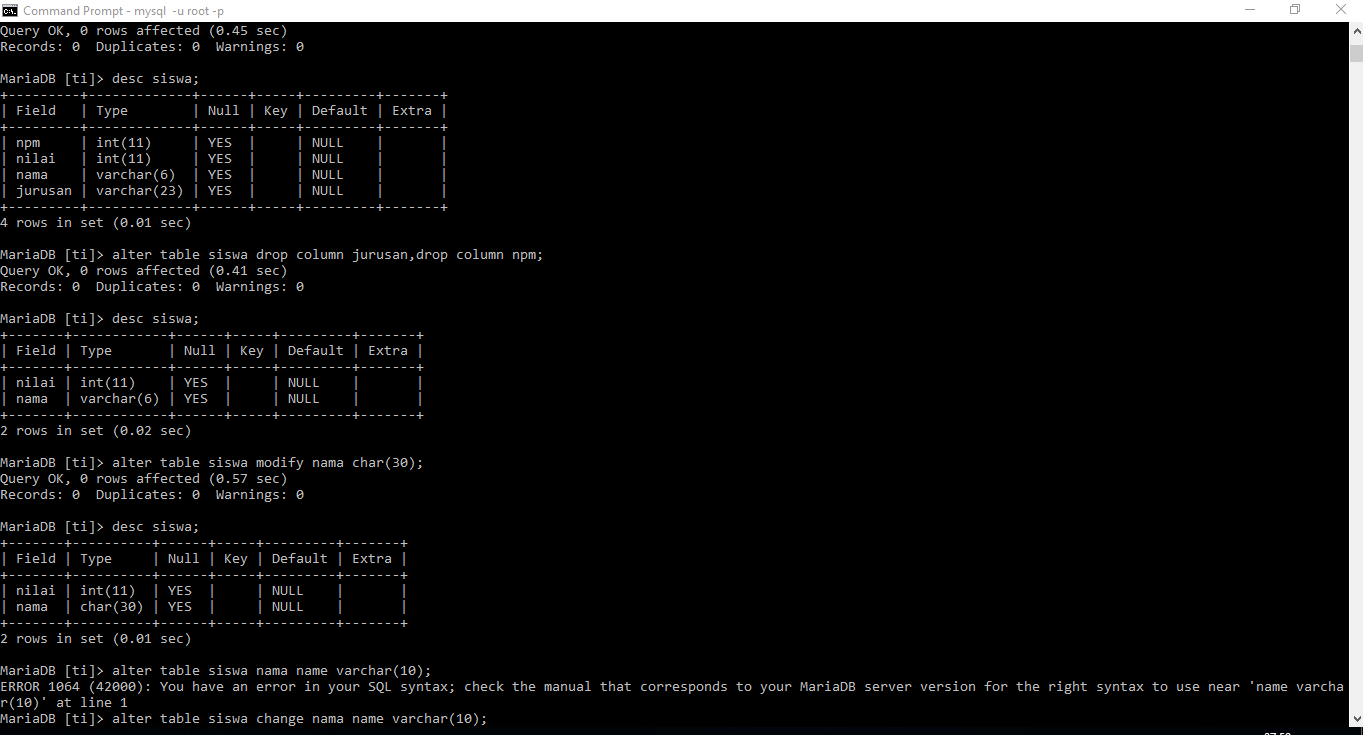 Command Prompt - mysql  -u root -p
Query OK, 0 rows affected (0.45 sec)
Records: 0  Duplicates: 0  Warnings: 0
MariaDB [ti]> desc siswa;
+---------+-------------+------+-----+---------+-------+
| Field   | Type        | Null | Key | Default | Extra |
+---------+-------------+------+-----+---------+-------+
| npm     | int(11)     | YES  |     | NULL    |       |
| nilai   | int(11)     | YES  |     | NULL    |       |
| nama    | varchar(6)  | YES  |     | NULL    |       |
| jurusan | varchar(23) | YES  |     | NULL    |       |
+---------+-------------+------+-----+---------+-------+
4 rows in set (0.01 sec)
MariaDB [ti]> alter table siswa drop column jurusan,drop column npm;
Query OK, 0 rows affected (0.41 sec)
Records: 0  Duplicates: 0  Warnings: 0
MariaDB [ti]> desc siswa;
+-------+------------+------+-----+---------+-------+
| Field | Type       | Null | Key | Default | Extra |
+-------+------------+------+-----+---------+-------+
| nilai | int(11)    | YES  |     | NULL    |       |
| nama  | varchar(6) | YES  |     | NULL    |       |
+-------+------------+------+-----+---------+-------+
2 rows in set (0.02 sec)
MariaDB [ti]> alter table siswa modify nama char(30);
Query OK, 0 rows affected (0.57 sec)
Records: 0  Duplicates: 0  Warnings: 0
MariaDB [ti]> desc siswa;
+-------+----------+------+-----+---------+-------+
| Field | Type     | Null | Key | Default | Extra |
+-------+----------+------+-----+---------+-------+
| nilai | int(11)  | YES  |     | NULL    |       |
| nama  | char(30) | YES  |     | NULL    |       |
+-------+----------+------+-----+---------+-------+
2 rows in set (0.01 sec)
MariaDB [ti]> alter table siswa nama name varchar(10);
ERROR 1064 (42000): You have an error in your SQL syntax; check the manual that corresponds to your MariaDB server version for the right syntax to use near 'name varcha
r(10)' at line 1
MariaDB [ti]> alter table siswa change nama name varchar(10);